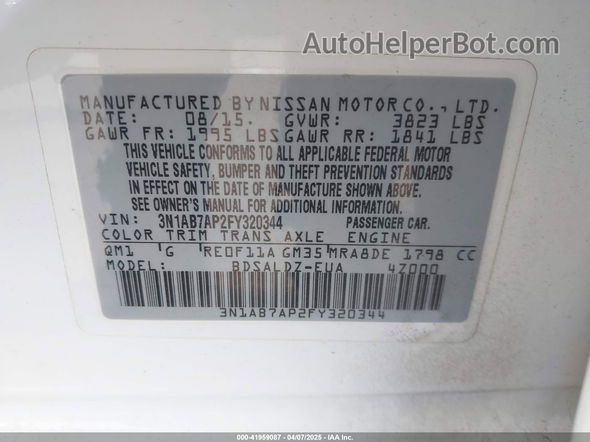 AutoHelperBot.com
MANUFACTURED BY NISSAN MOTOR CO., LTD.
DATE: 08/15. GVWR: 3823 LBS
GAWR FR: 1995 LBS GAWR RR: 1841 LBS
THIS VEHICLE CONFORMS TO ALL APPLICABLE FEDERAL MOTOR
VEHICLE SAFETY, BUMPER AND THEFT PREVENTION STANDARDS
IN EFFECT ON THE DATE OF MANUFACTURE SHOWN ABOVE.
SEE OWNER'S MANUAL FOR ADDITIONAL INFORMATION.
VIN: 3N1AB7AP2FY320344 PASSENGER CAR.
COLOR TRIM TRANS AXLE ENGINE
QM1 G RE0F11A GM35 MRA8DE 1798 CC
MODEL: BDSALDZ-EUA 4Z000
3N1AB7AP2FY320344
000-41959087 - 04/07/2025 - IAA Inc.